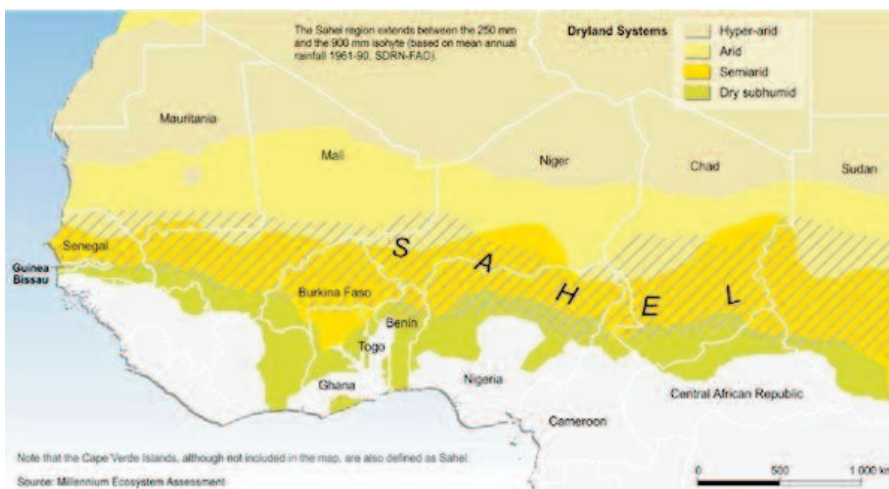 The Sahel region extends between the 250 mm
and the 900 mm isohyte (based on mean annual
rainfall 1961-90, SDRN-FAO).
Dryland Systems
Hyper-arid
Arid
Semiarid
Dry subhumid
Mauritania
Mali
Niger
Chad
Sudan
Senegal
S A H E L
Guinea
Bissau
Burkina Faso
Benin
Togo
Ghana
Nigeria
Central African Republic
Cameroon
Note that the Cape Verde Islands, although not included in the map, are also defined as Sahel.
Source: Millennium Ecosystem Assessment
0 500 1 000 km